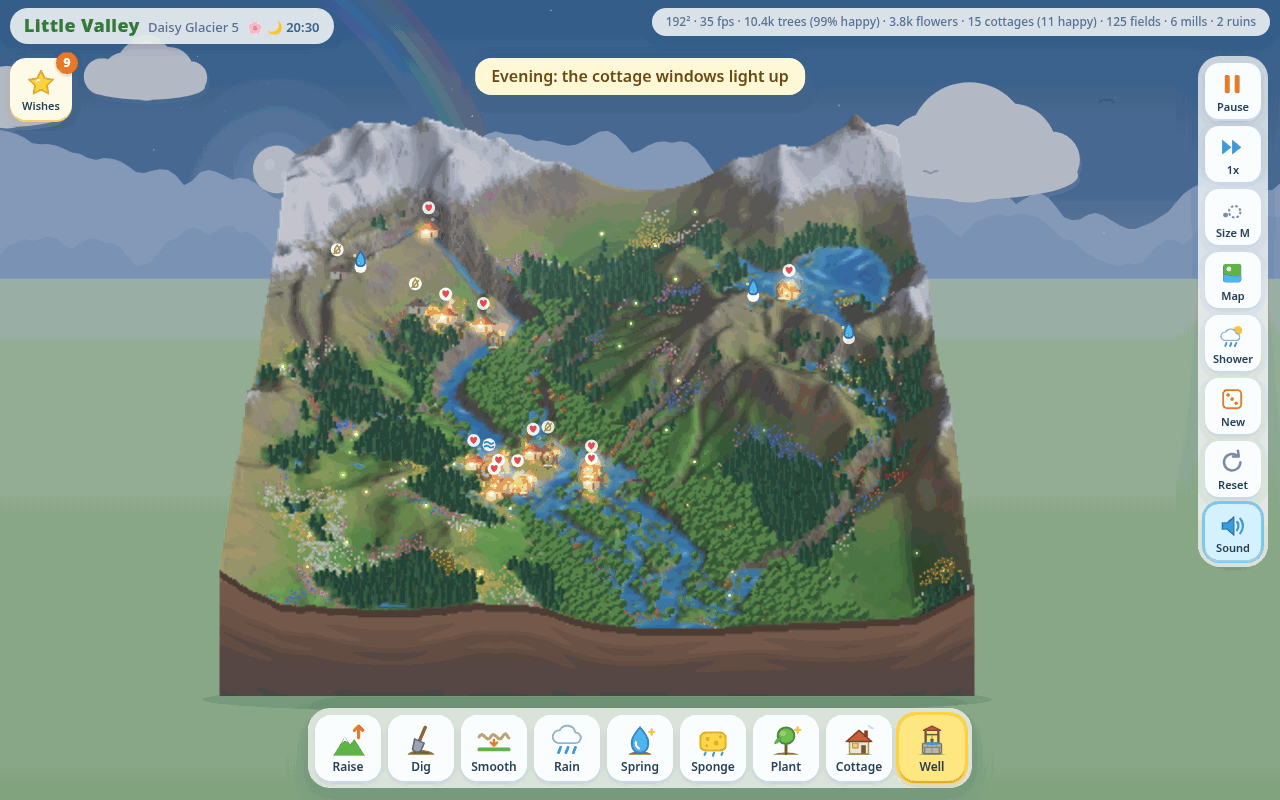 Little Valley Daisy Glacier 5 20:30
192² · 35 fps · 10.4k trees (99% happy) · 3.8k flowers · 15 cottages (11 happy) · 125 fields · 6 mills · 2 ruins
9
Wishes
Evening: the cottage windows light up
Pause
1x
Size M
Map
Shower
New
Reset
Sound
Raise
Dig
Smooth
Rain
Spring
Sponge
Plant
Cottage
Well